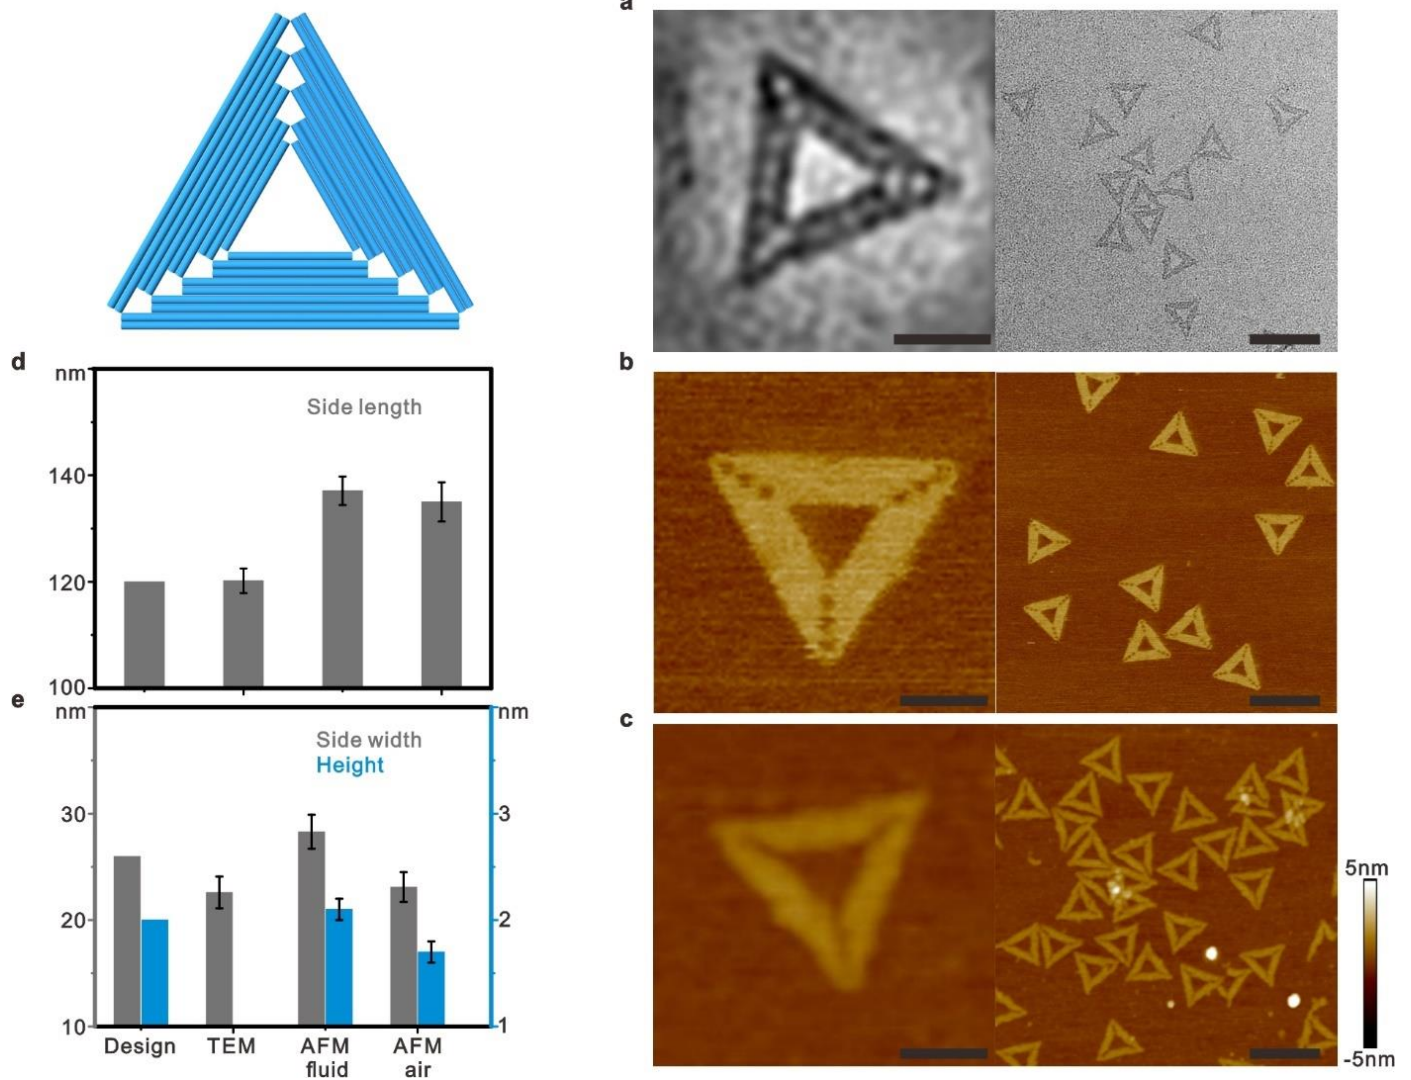 a
d
b
nm
Side length
140
120
100
e
nm
nm
c
Side width
Height
30
3
20
2
10
1
Design
TEM
AFM
fluid
AFM
air
5nm
-5nm